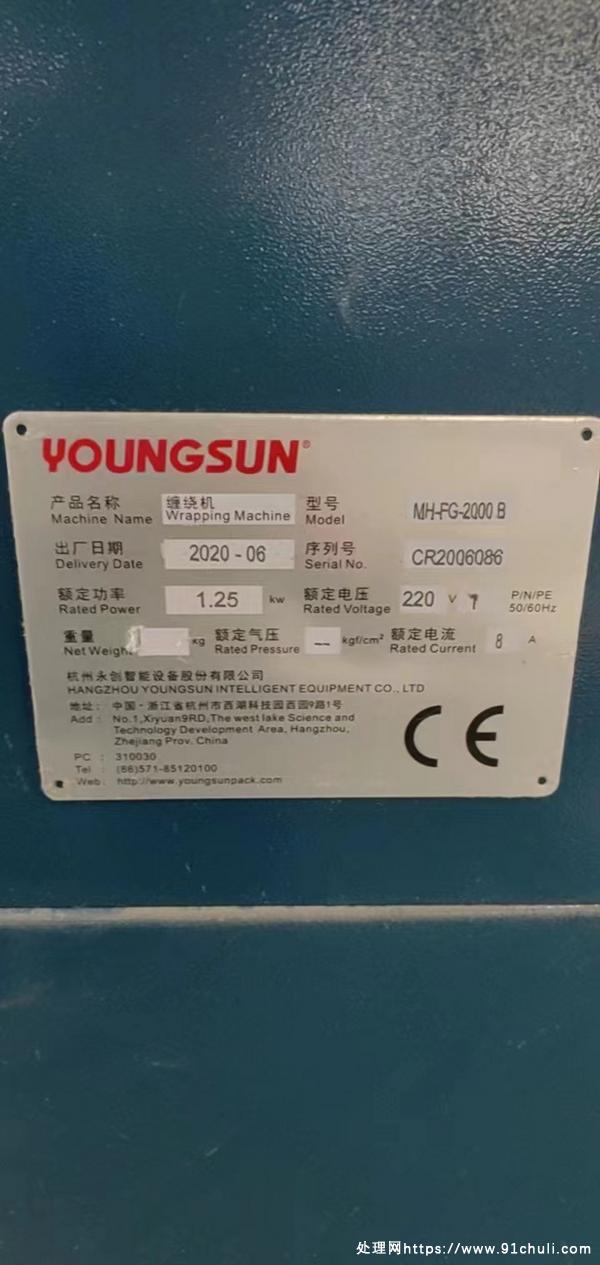 YOUNGSUN®
产品名称 缠绕机 型号 MH-FG-2000 B
Machine Name Wrapping Machine Model
出厂日期 2020-06 序列号 CR2006086
Delivery Date Serial No.
额定功率 1.25 kw 额定电压 220 V P/N/PE
Rated Power Rated Voltage 50/60Hz
重量 kg 额定气压 -- kgf/cm² 额定电流 8 A
Net Weight Rated Pressure Rated Current
杭州永创智能设备股份有限公司
HANGZHOU YOUNGSUN INTELLIGENT EQUIPMENT CO., LTD
地址: 中国·浙江省杭州市西湖科技园西园9路1号
Add: No.1,Xiyuan9RD,The west lake Science and
Technology Development Area, Hangzhou,
Zhejiang Prov. China
PC: 310030
Tel: (86)571-85120100
Web: http://www.youngsunpack.com
CE
处理网https://www.91chuli.com